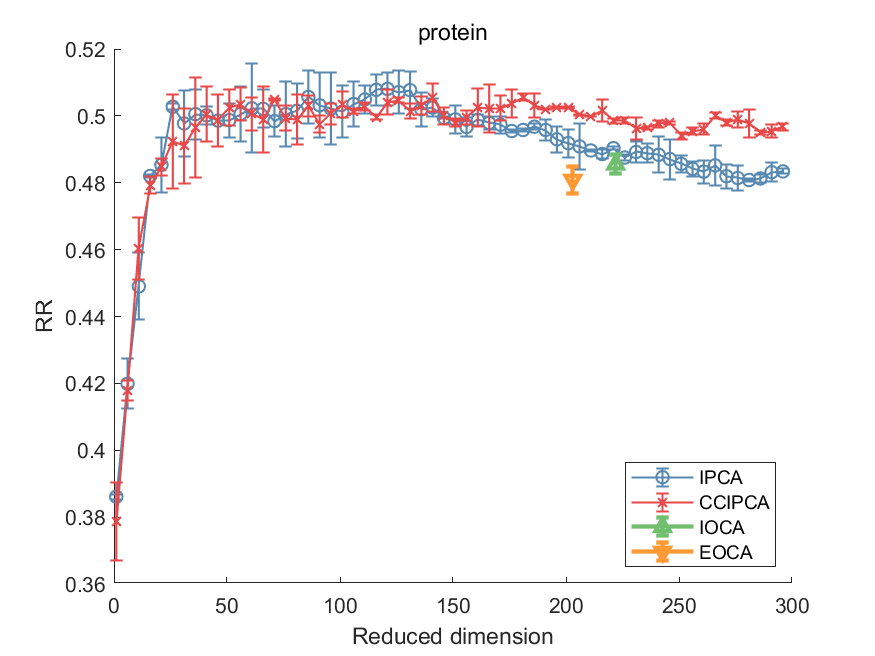 protein
0.52
0.5
0.48
0.46
0.44
0.42
0.4
0.38
0.36
RR
0 50 100 150 200 250 300
Reduced dimension
IPCA
CCIPCA
IOCA
EOCA